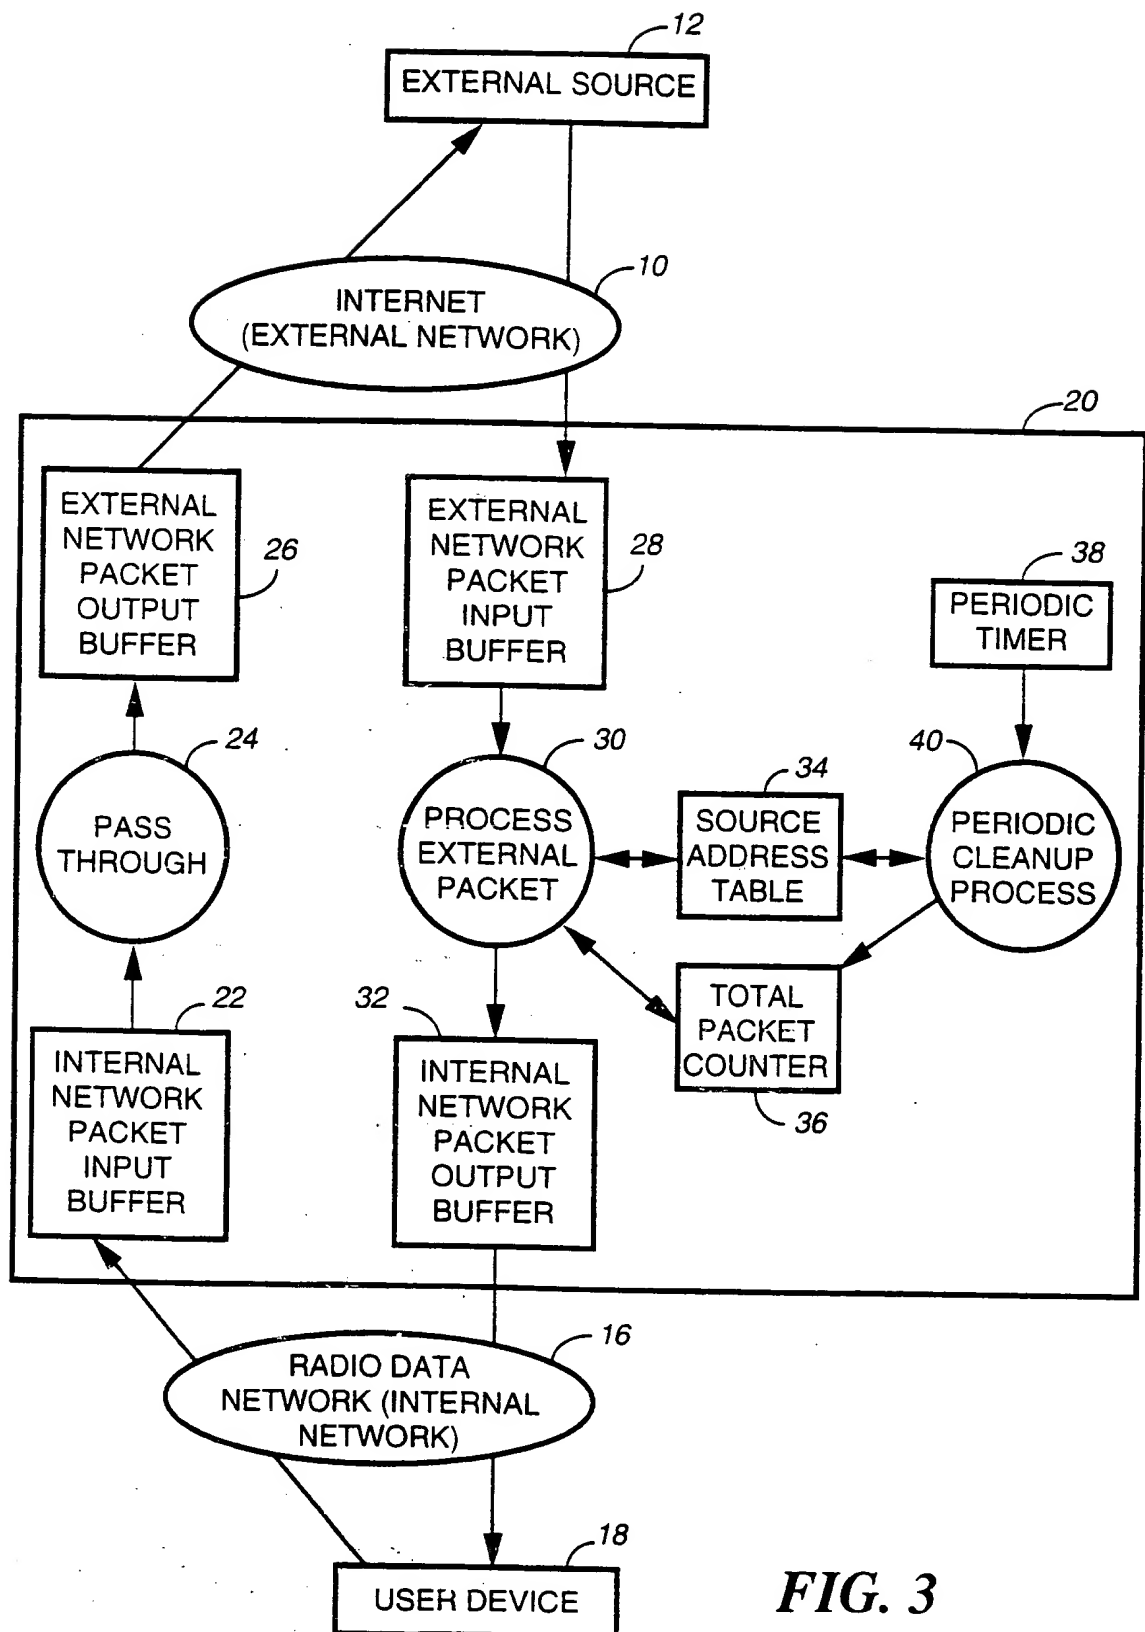 12
EXTERNAL SOURCE
10
INTERNET
(EXTERNAL NETWORK)
20
EXTERNAL
NETWORK
PACKET
OUTPUT
BUFFER
26
EXTERNAL
NETWORK
PACKET
INPUT
BUFFER
28
38
PERIODIC
TIMER
24
PASS
THROUGH
30
PROCESS
EXTERNAL
PACKET
34
SOURCE
ADDRESS
TABLE
40
PERIODIC
CLEANUP
PROCESS
22
INTERNAL
NETWORK
PACKET
INPUT
BUFFER
32
INTERNAL
NETWORK
PACKET
OUTPUT
BUFFER
TOTAL
PACKET
COUNTER
36
16
RADIO DATA
NETWORK (INTERNAL
NETWORK)
18
USER DEVICE
FIG. 3